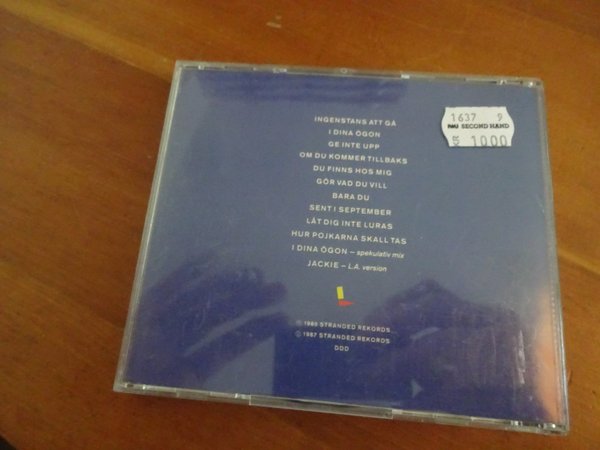 INGENSTANS ATT GÅ
I DINA ÖGON
GE INTE UPP
OM DU KOMMER TILLBAKS
DU FINNS HOS MIG
GÖR VAD DU VILL
BARA DU
SENT I SEPTEMBER
LÅT DIG INTE LURAS
HUR POJKARNA SKALL TAS
I DINA ÖGON – spekulativ mix
JACKIE – L.A. version
1637 9
SECOND HAND
1000
STRANDED REKORDS
℗ 1987 STRANDED REKORDS
DDD